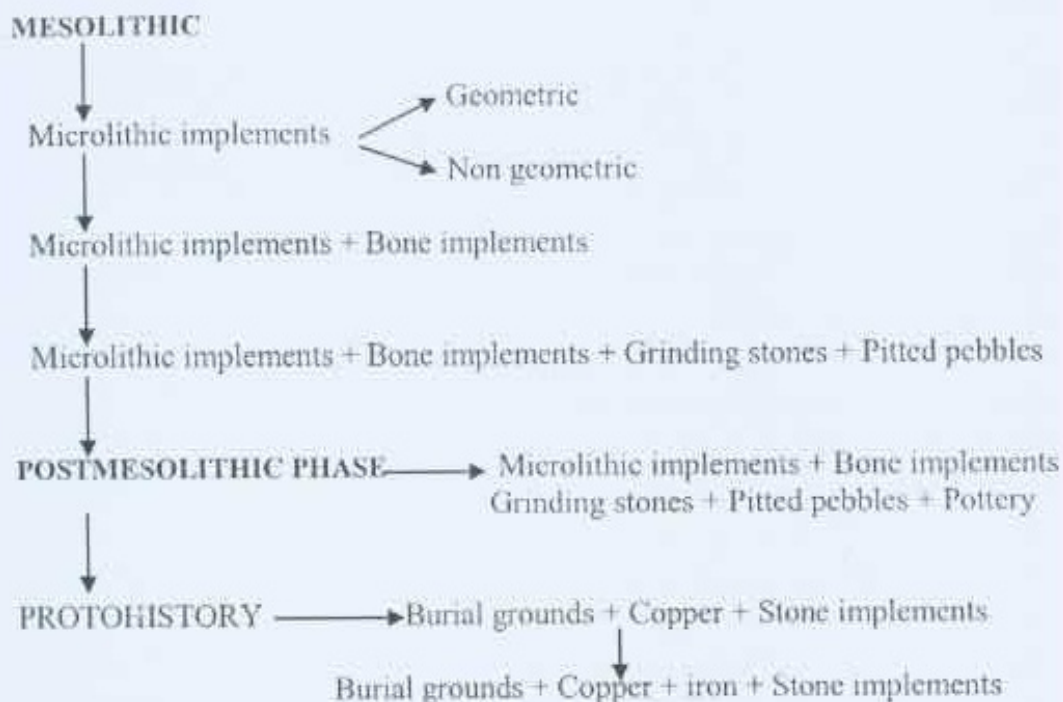 MESOLITHIC
Geometric
Microlithic implements
Non geometric
Microlithic implements + Bone implements
Microlithic implements + Bone implements + Grinding stones + Pitted pebbles
POSTMESOLITHIC PHASE
Microlithic implements + Bone implements
Grinding stones + Pitted pebbles + Pottery
PROTOHISTORY
Burial grounds + Copper + Stone implements
Burial grounds + Copper + iron + Stone implements